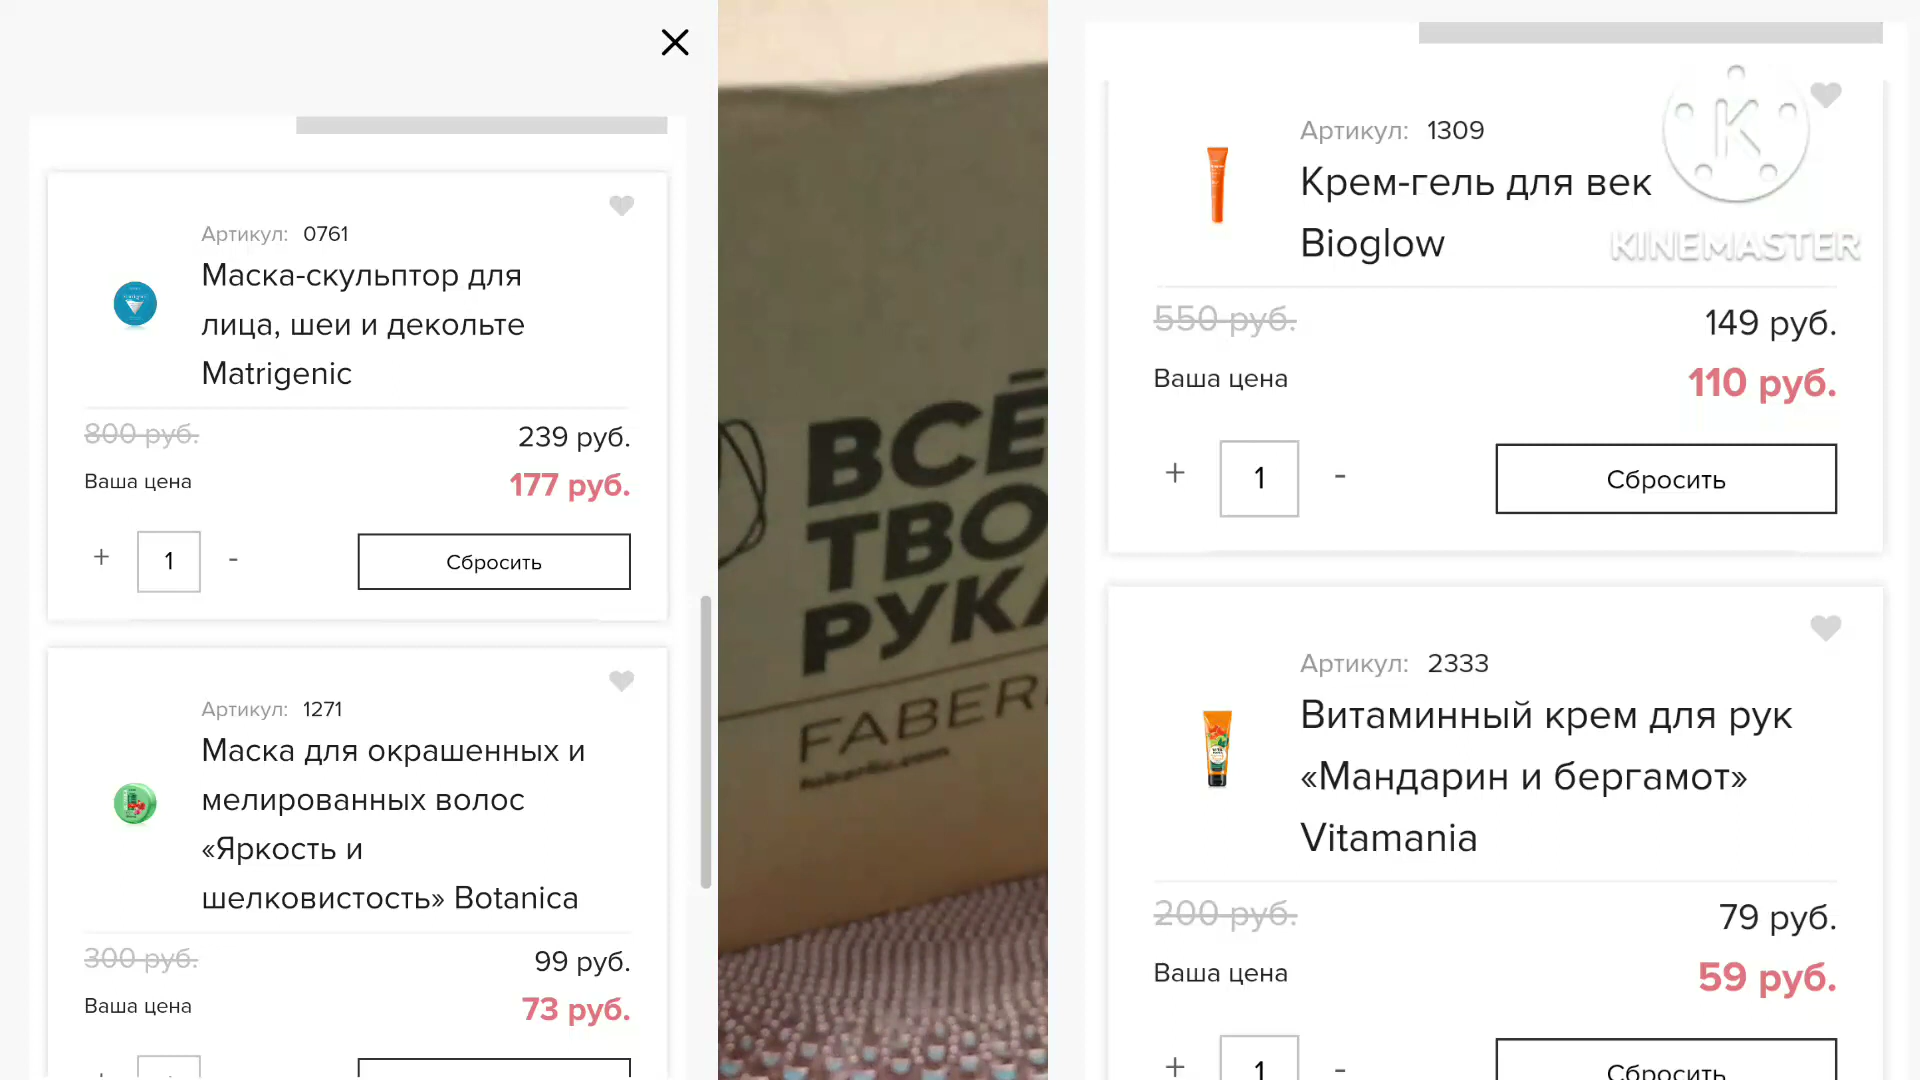 Артикул: 0761
Маска-скульптор для
лица, шеи и декольте
Matrigenic
800 руб.
239 руб.
Ваша цена
177 руб.
+ 1 -
Сбросить
Артикул: 1271
Маска для окрашенных и
мелированных волос
«Яркость и
шелковистость» Botanica
300 руб.
99 руб.
Ваша цена
73 руб.
ВСЁ
ТВО
РУКА
FABERL
faberlic.com
Артикул: 1309
Крем-гель для век
Bioglow
550 руб.
149 руб.
Ваша цена
110 руб.
+ 1 -
Сбросить
K
KINEMASTER
Артикул: 2333
Витаминный крем для рук
«Мандарин и бергамот»
Vitamania
200 руб.
79 руб.
Ваша цена
59 руб.
+ 1 -
Сбросить